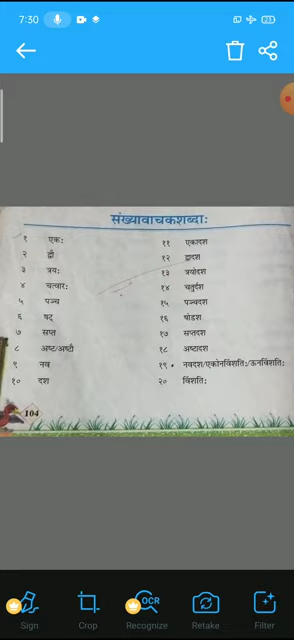 7:30
23
संख्यावाचकशब्दाः
१ एकः
२ द्वौ
३ त्रयः
४ चत्वारः
५ पञ्च
६ षट्
७ सप्त
८ अष्ट/अष्टौ
९ नव
१० दश
११ एकादश
१२ द्वादश
१३ त्रयोदश
१४ चतुर्दश
१५ पञ्चदश
१६ षोडश
१७ सप्तदश
१८ अष्टादश
१९ नवदश/एकोनविंशतिः/ऊनविंशतिः
२० विंशतिः
104
OCR
Sign Crop Recognize Retake Filter